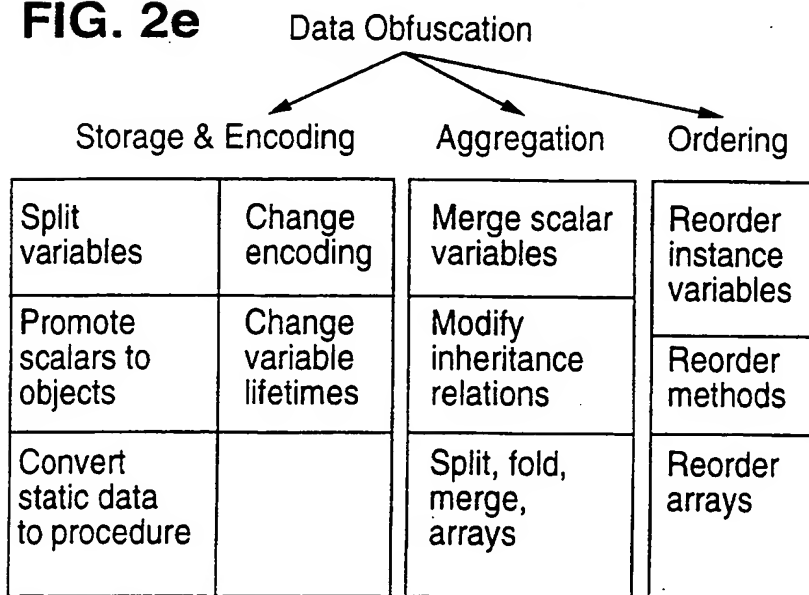 FIG. 2e
Data Obfuscation
Storage & Encoding
Aggregation
Ordering
Split
variables
Change
encoding
Merge scalar
variables
Reorder
instance
variables
Promote
scalars to
objects
Change
variable
lifetimes
Modify
inheritance
relations
Reorder
methods
Convert
static data
to procedure
Split, fold,
merge,
arrays
Reorder
arrays